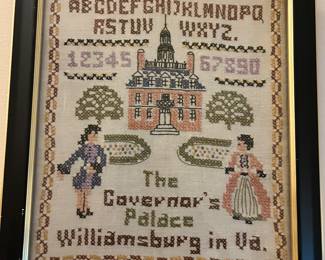 ABCDEFGHIJKLMNOPQ
RSTUV WXYZ.
12345 67890
The
Governor's
Palace
Williamsburg in Va.